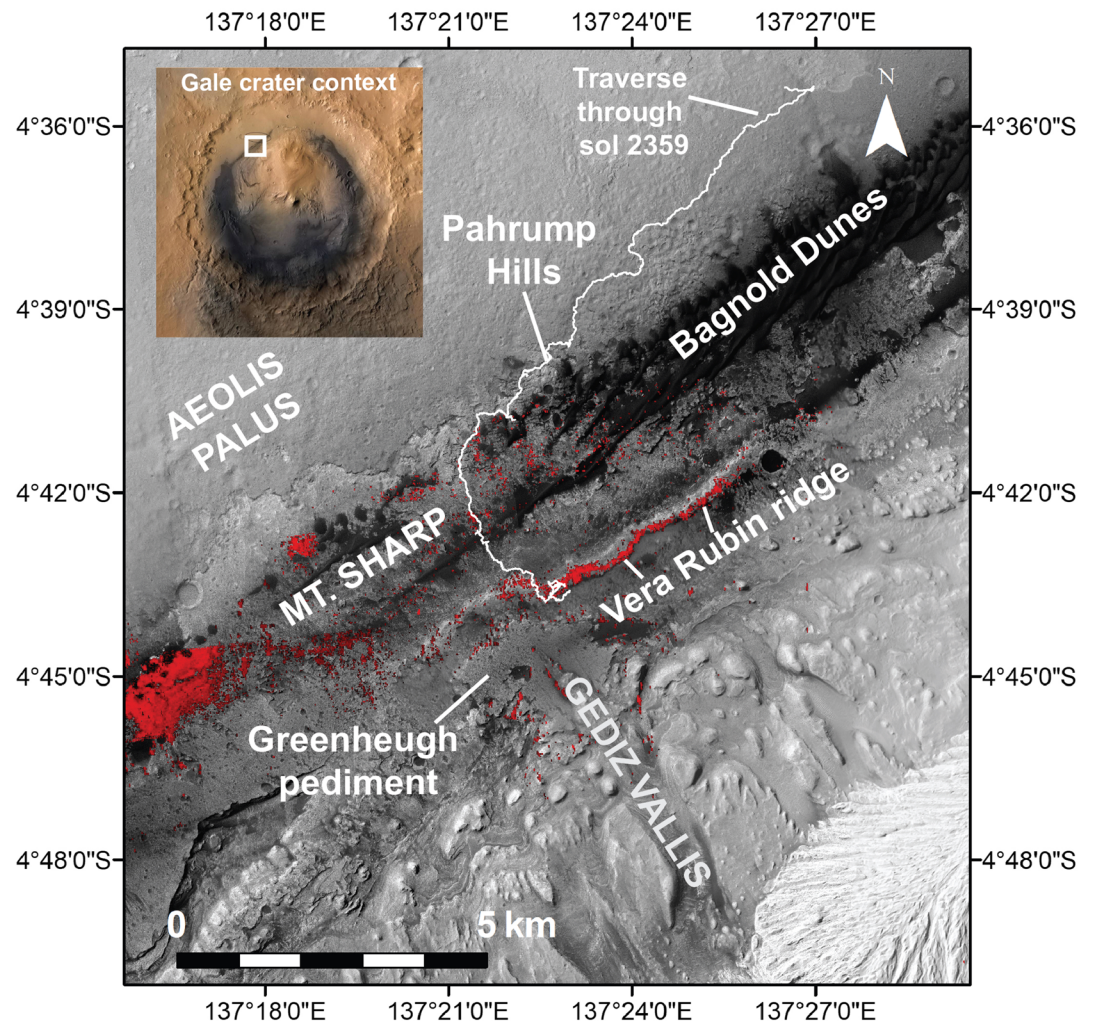 137°18'0"E 137°21'0"E 137°24'0"E 137°27'0"E
Gale crater context
Traverse
through
sol 2359
N
4°36'0"S 4°36'0"S
Pahrump
Hills
Bagnold Dunes
4°39'0"S 4°39'0"S
AEOLIS
PALUS
4°42'0"S 4°42'0"S
MT. SHARP
Vera Rubin ridge
4°45'0"S 4°45'0"S
Greenheugh
pediment
GEDIZ VALLIS
4°48'0"S 4°48'0"S
0 5 km
137°18'0"E 137°21'0"E 137°24'0"E 137°27'0"E